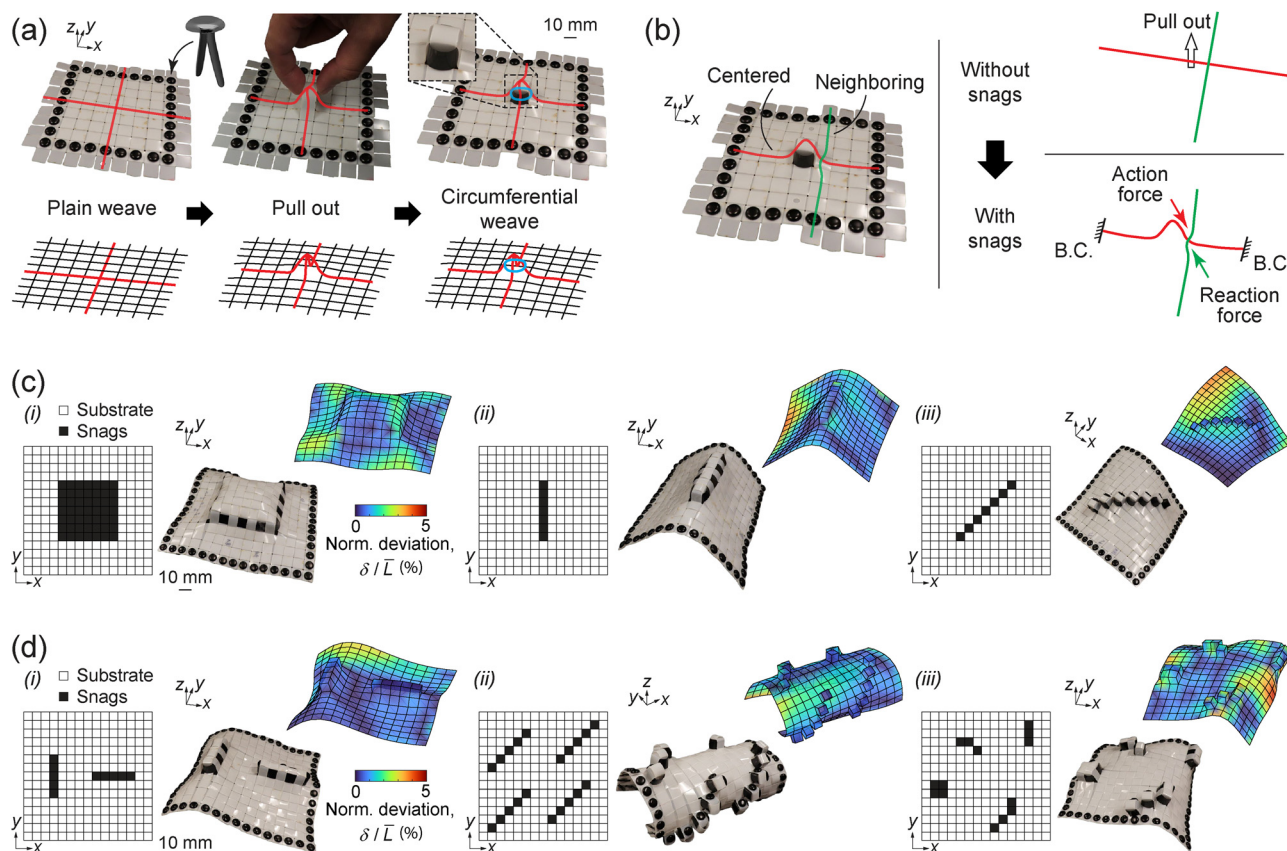 (a)
z y
x
10 mm
Plain weave
Pull out
Circumferential
weave
(b)
z y
x
Centered
Neighboring
Without
snags
With
snags
Pull out
Action
force
B.C.
B.C
Reaction
force
(c)
(i)
Substrate
Snags
y
x
z y
x
10 mm
0 5
Norm. deviation,
δ / L̅ (%)
(ii)
y
x
z y
x
(iii)
y
x
z y
x
(d)
(i)
Substrate
Snags
y
x
z y
x
10 mm
0 5
Norm. deviation,
δ / L̅ (%)
(ii)
y
x
y z x
(iii)
y
x
z y
x